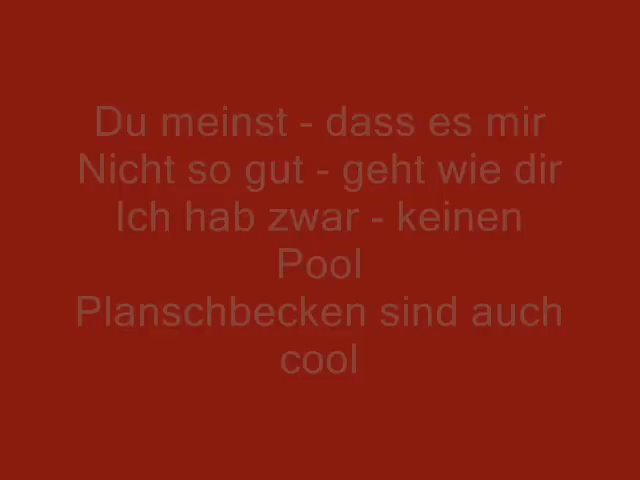 Du meinst - dass es mir
Nicht so gut - geht wie dir
Ich hab zwar - keinen
Pool
Planschbecken sind auch
cool